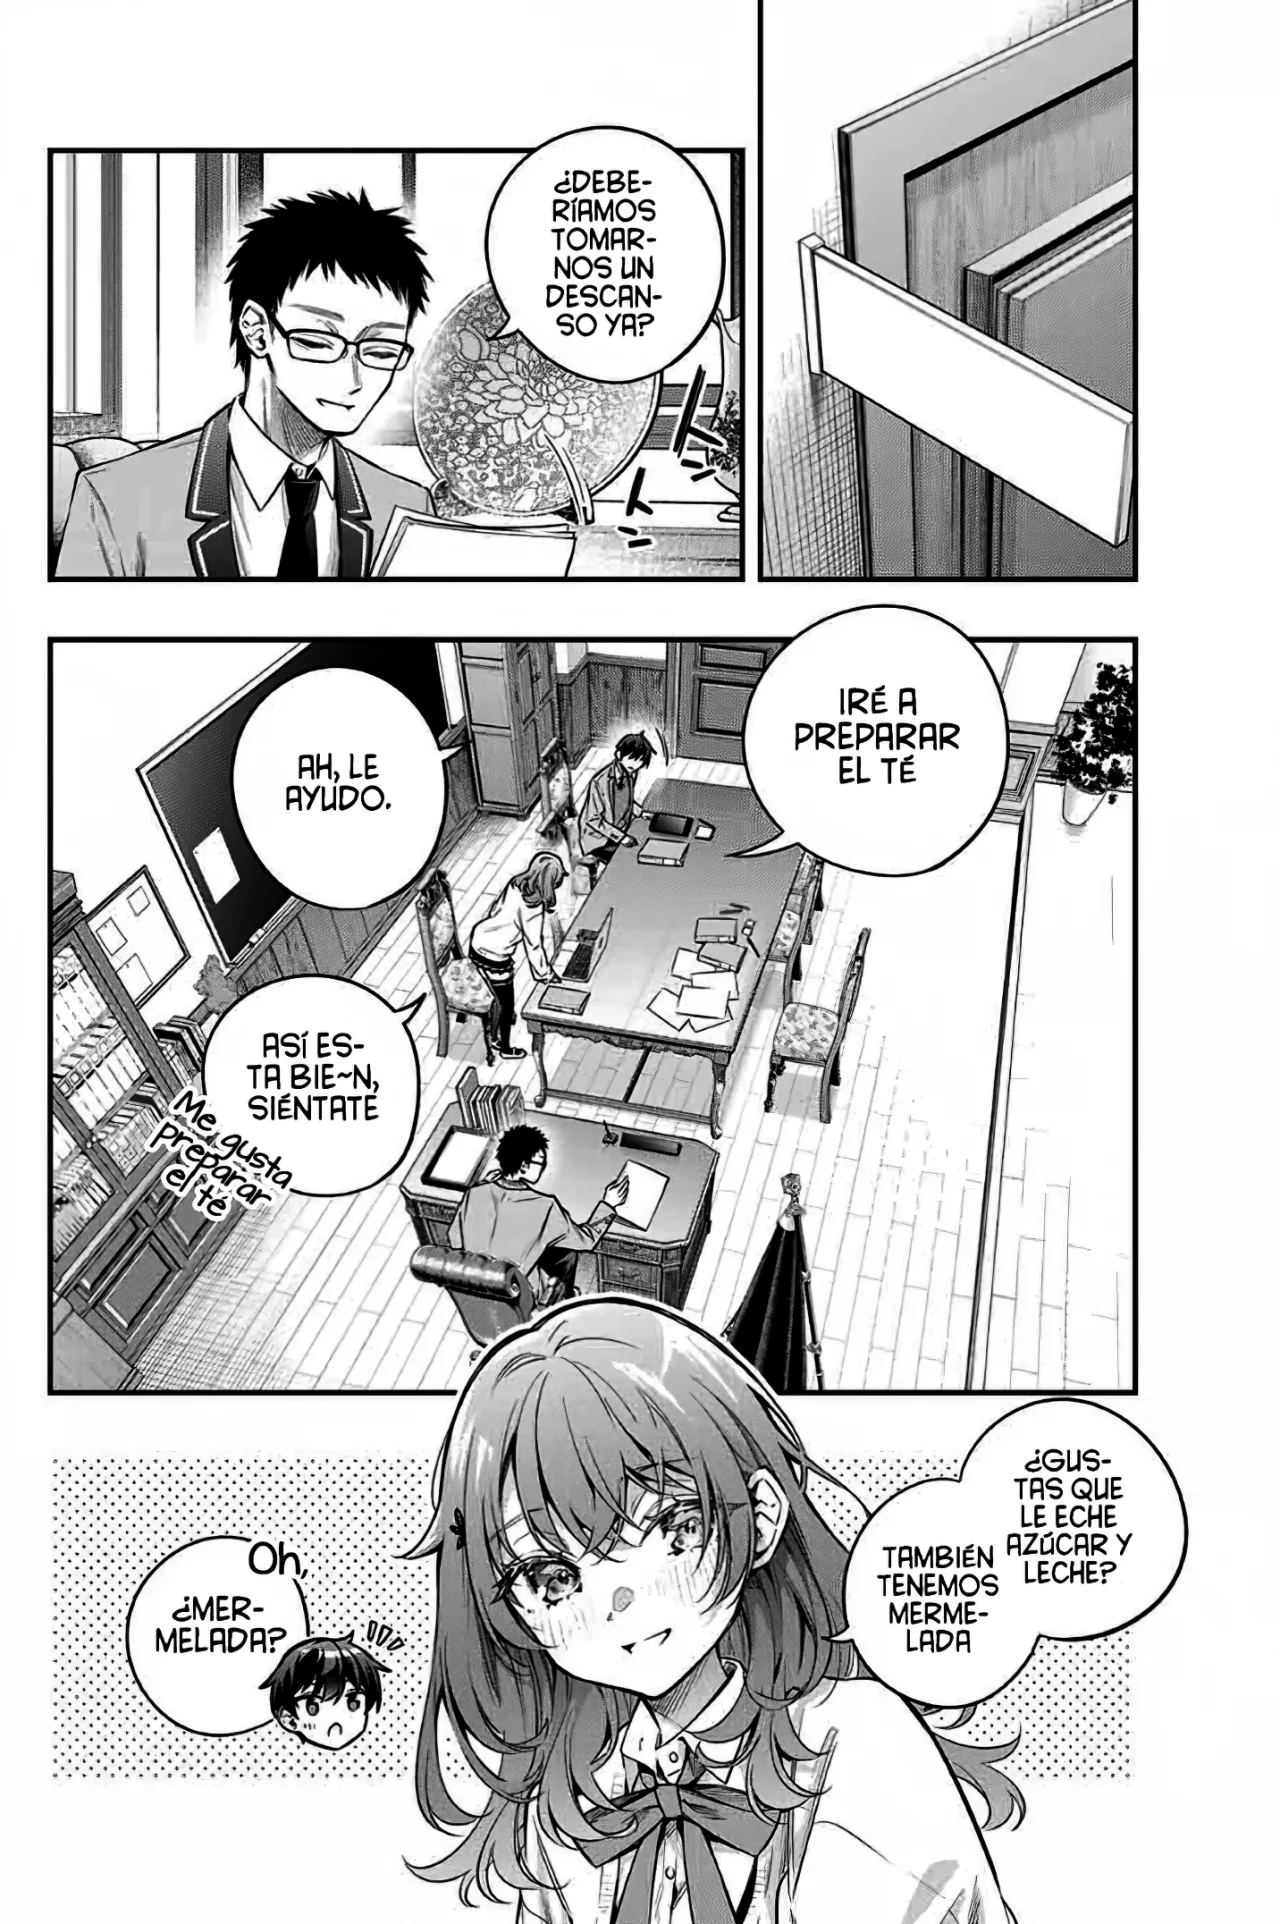 ¿DEBE-
RÍAMOS
TOMAR-
NOS UN
DESCAN-
SO YA?
IRÉ A
PREPARAR
EL TÉ
AH, LE
AYUDO.
ASÍ ES-
TA BIE~N,
SIÉNTATE
Me gusta
preparar
el té
¿GUS-
TAS QUE
LE ECHE
AZÚCAR Y
LECHE?
TAMBIÉN
TENEMOS
MERME-
LADA
Oh,
¿MER-
MELADA?